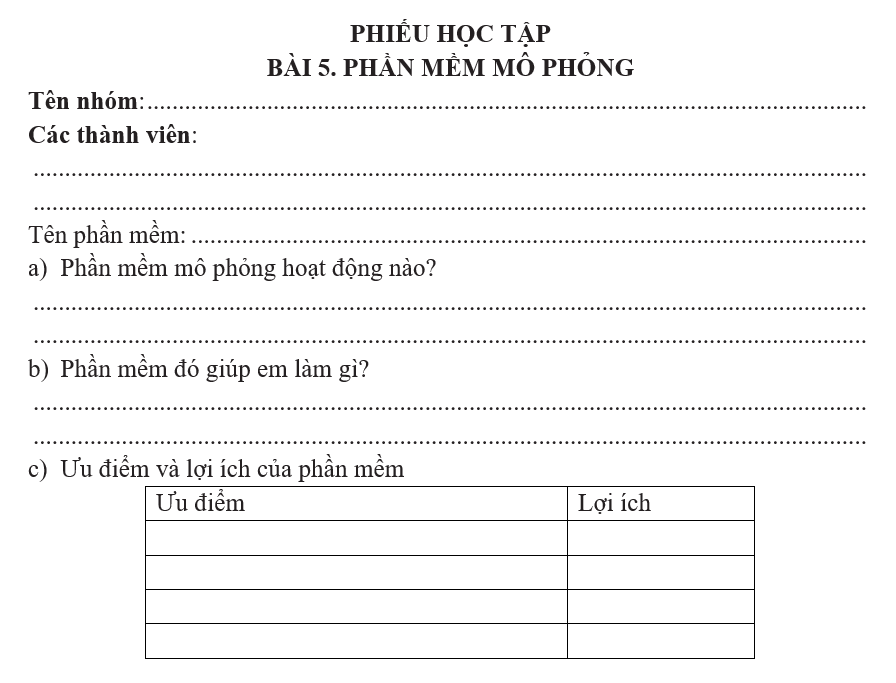 PHIẾU HỌC TẬP
BÀI 5. PHẦN MỀM MÔ PHỎNG
Tên nhóm:..........................................................................................................
Các thành viên:
..........................................................................................................................
..........................................................................................................................
Tên phần mềm: ..................................................................................................
a) Phần mềm mô phỏng hoạt động nào?
..........................................................................................................................
..........................................................................................................................
b) Phần mềm đó giúp em làm gì?
..........................................................................................................................
..........................................................................................................................
c) Ưu điểm và lợi ích của phần mềm
Ưu điểm Lợi ích